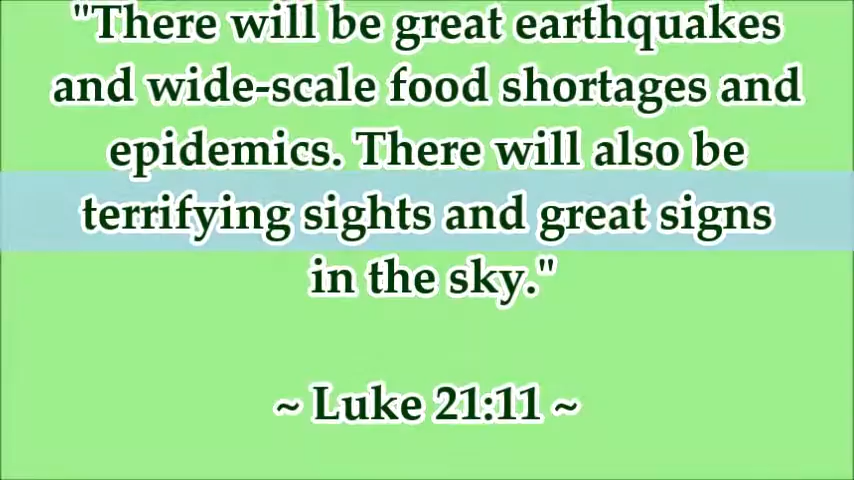 "There will be great earthquakes
and wide-scale food shortages and
epidemics. There will also be
terrifying sights and great signs
in the sky."
~ Luke 21:11 ~